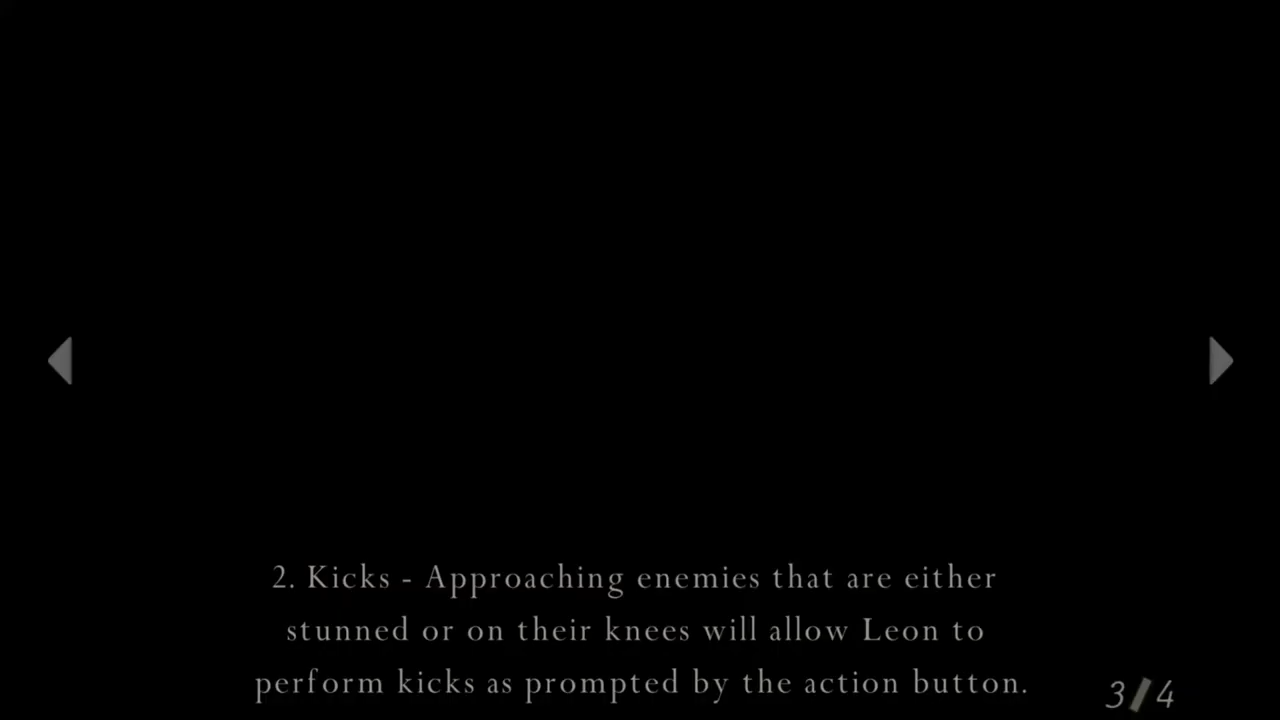 2. Kicks - Approaching enemies that are either
stunned or on their knees will allow Leon to
perform kicks as prompted by the action button.
3/4